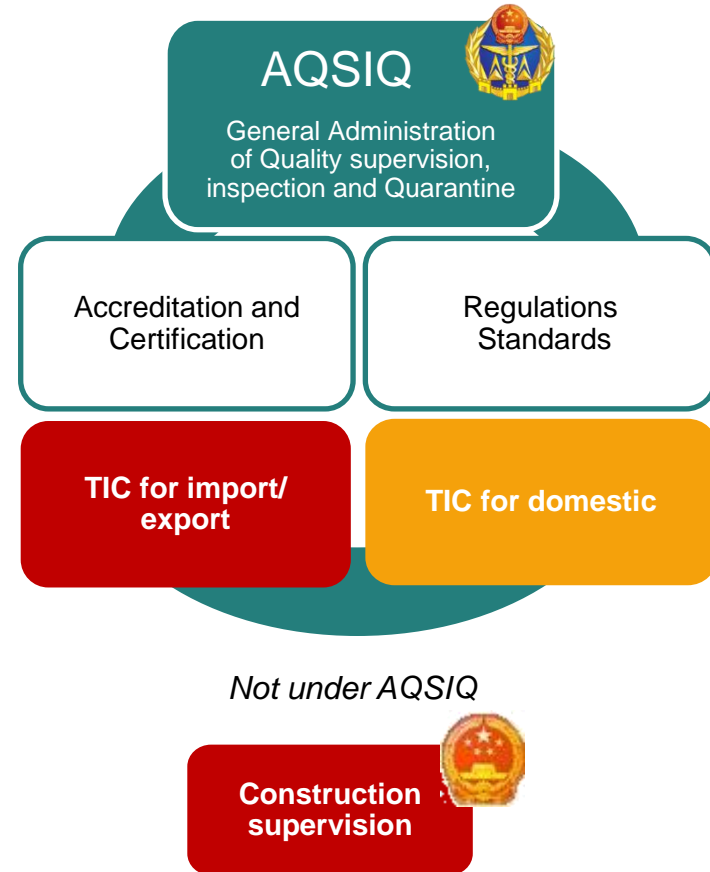 AQSIQ
General Administration
of Quality supervision,
inspection and Quarantine
Accreditation and
Certification
Regulations
Standards
TIC for import/
export
TIC for domestic
Not under AQSIQ
Construction
supervision